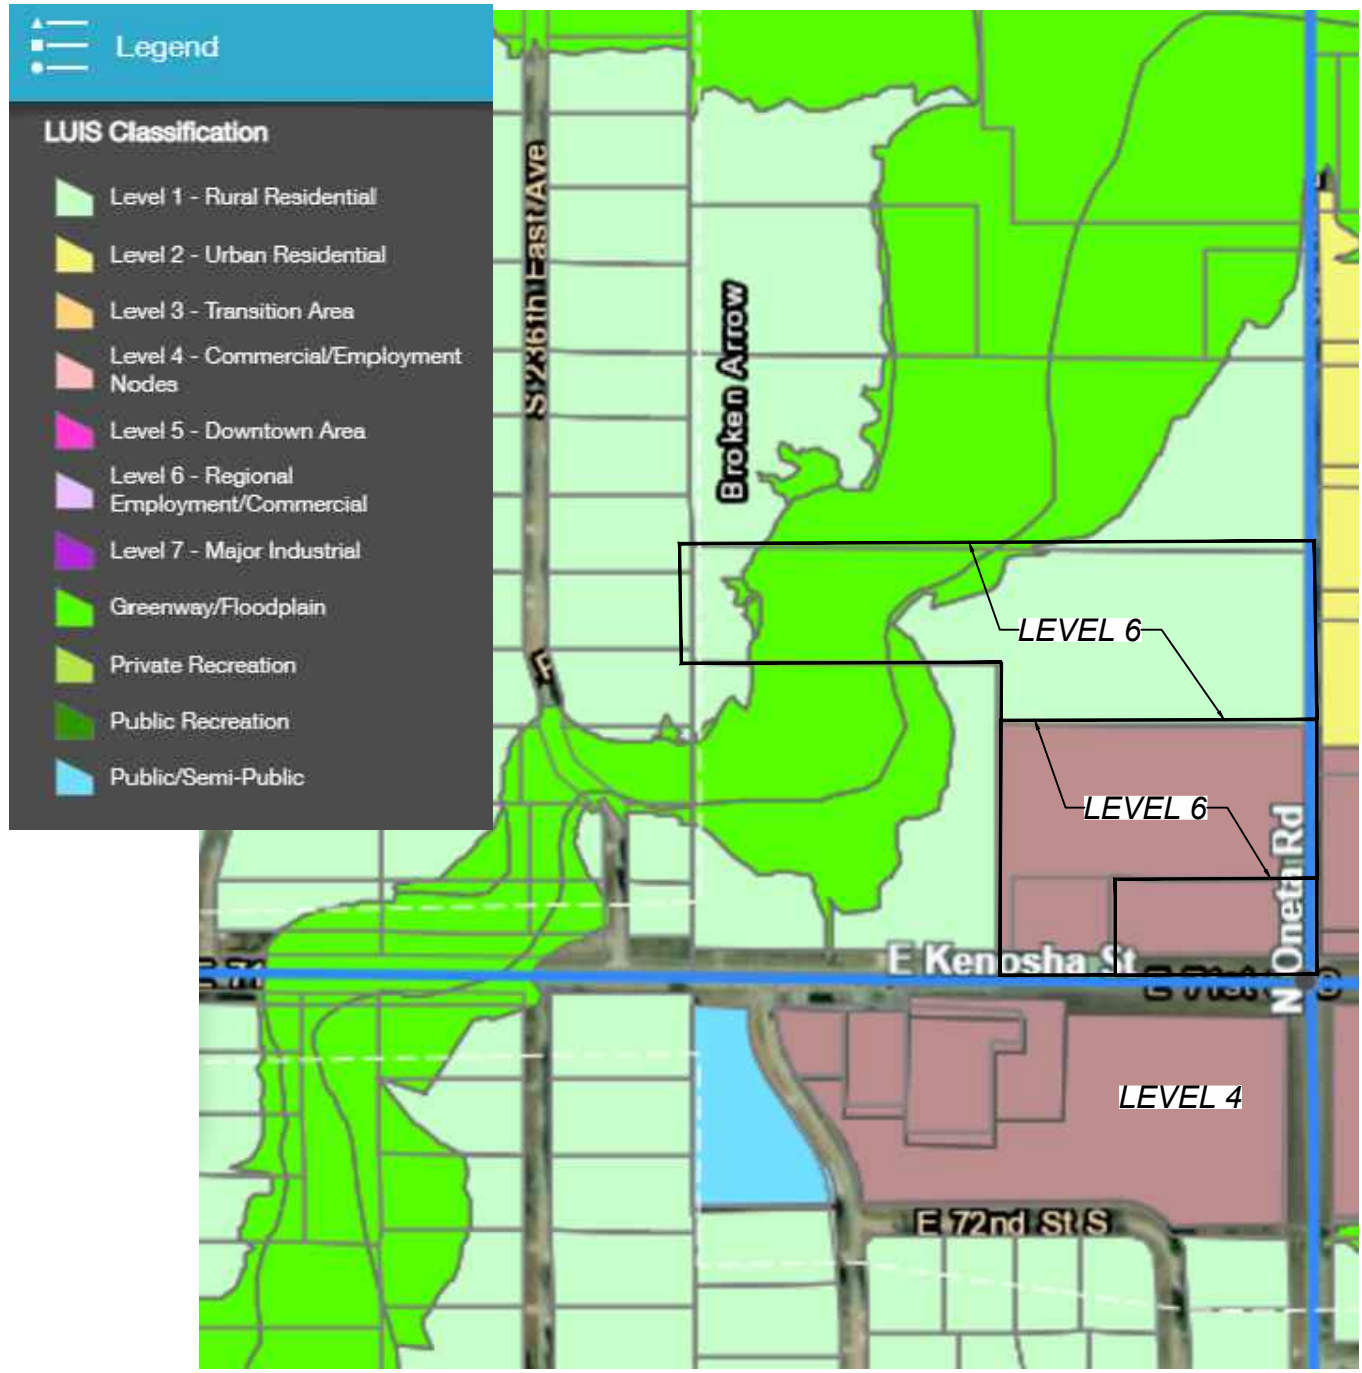 Legend
LUIS Classification
Level 1 - Rural Residential
Level 2 - Urban Residential
Level 3 - Transition Area
Level 4 - Commercial/Employment
Nodes
Level 5 - Downtown Area
Level 6 - Regional
Employment/Commercial
Level 7 - Major Industrial
Greenway/Floodplain
Private Recreation
Public Recreation
Public/Semi-Public
S 236th East Ave
Broken Arrow
LEVEL 6
LEVEL 6
N Oneta Rd
E Kenosha St
E 71
E 71st
LEVEL 4
E 72nd St S